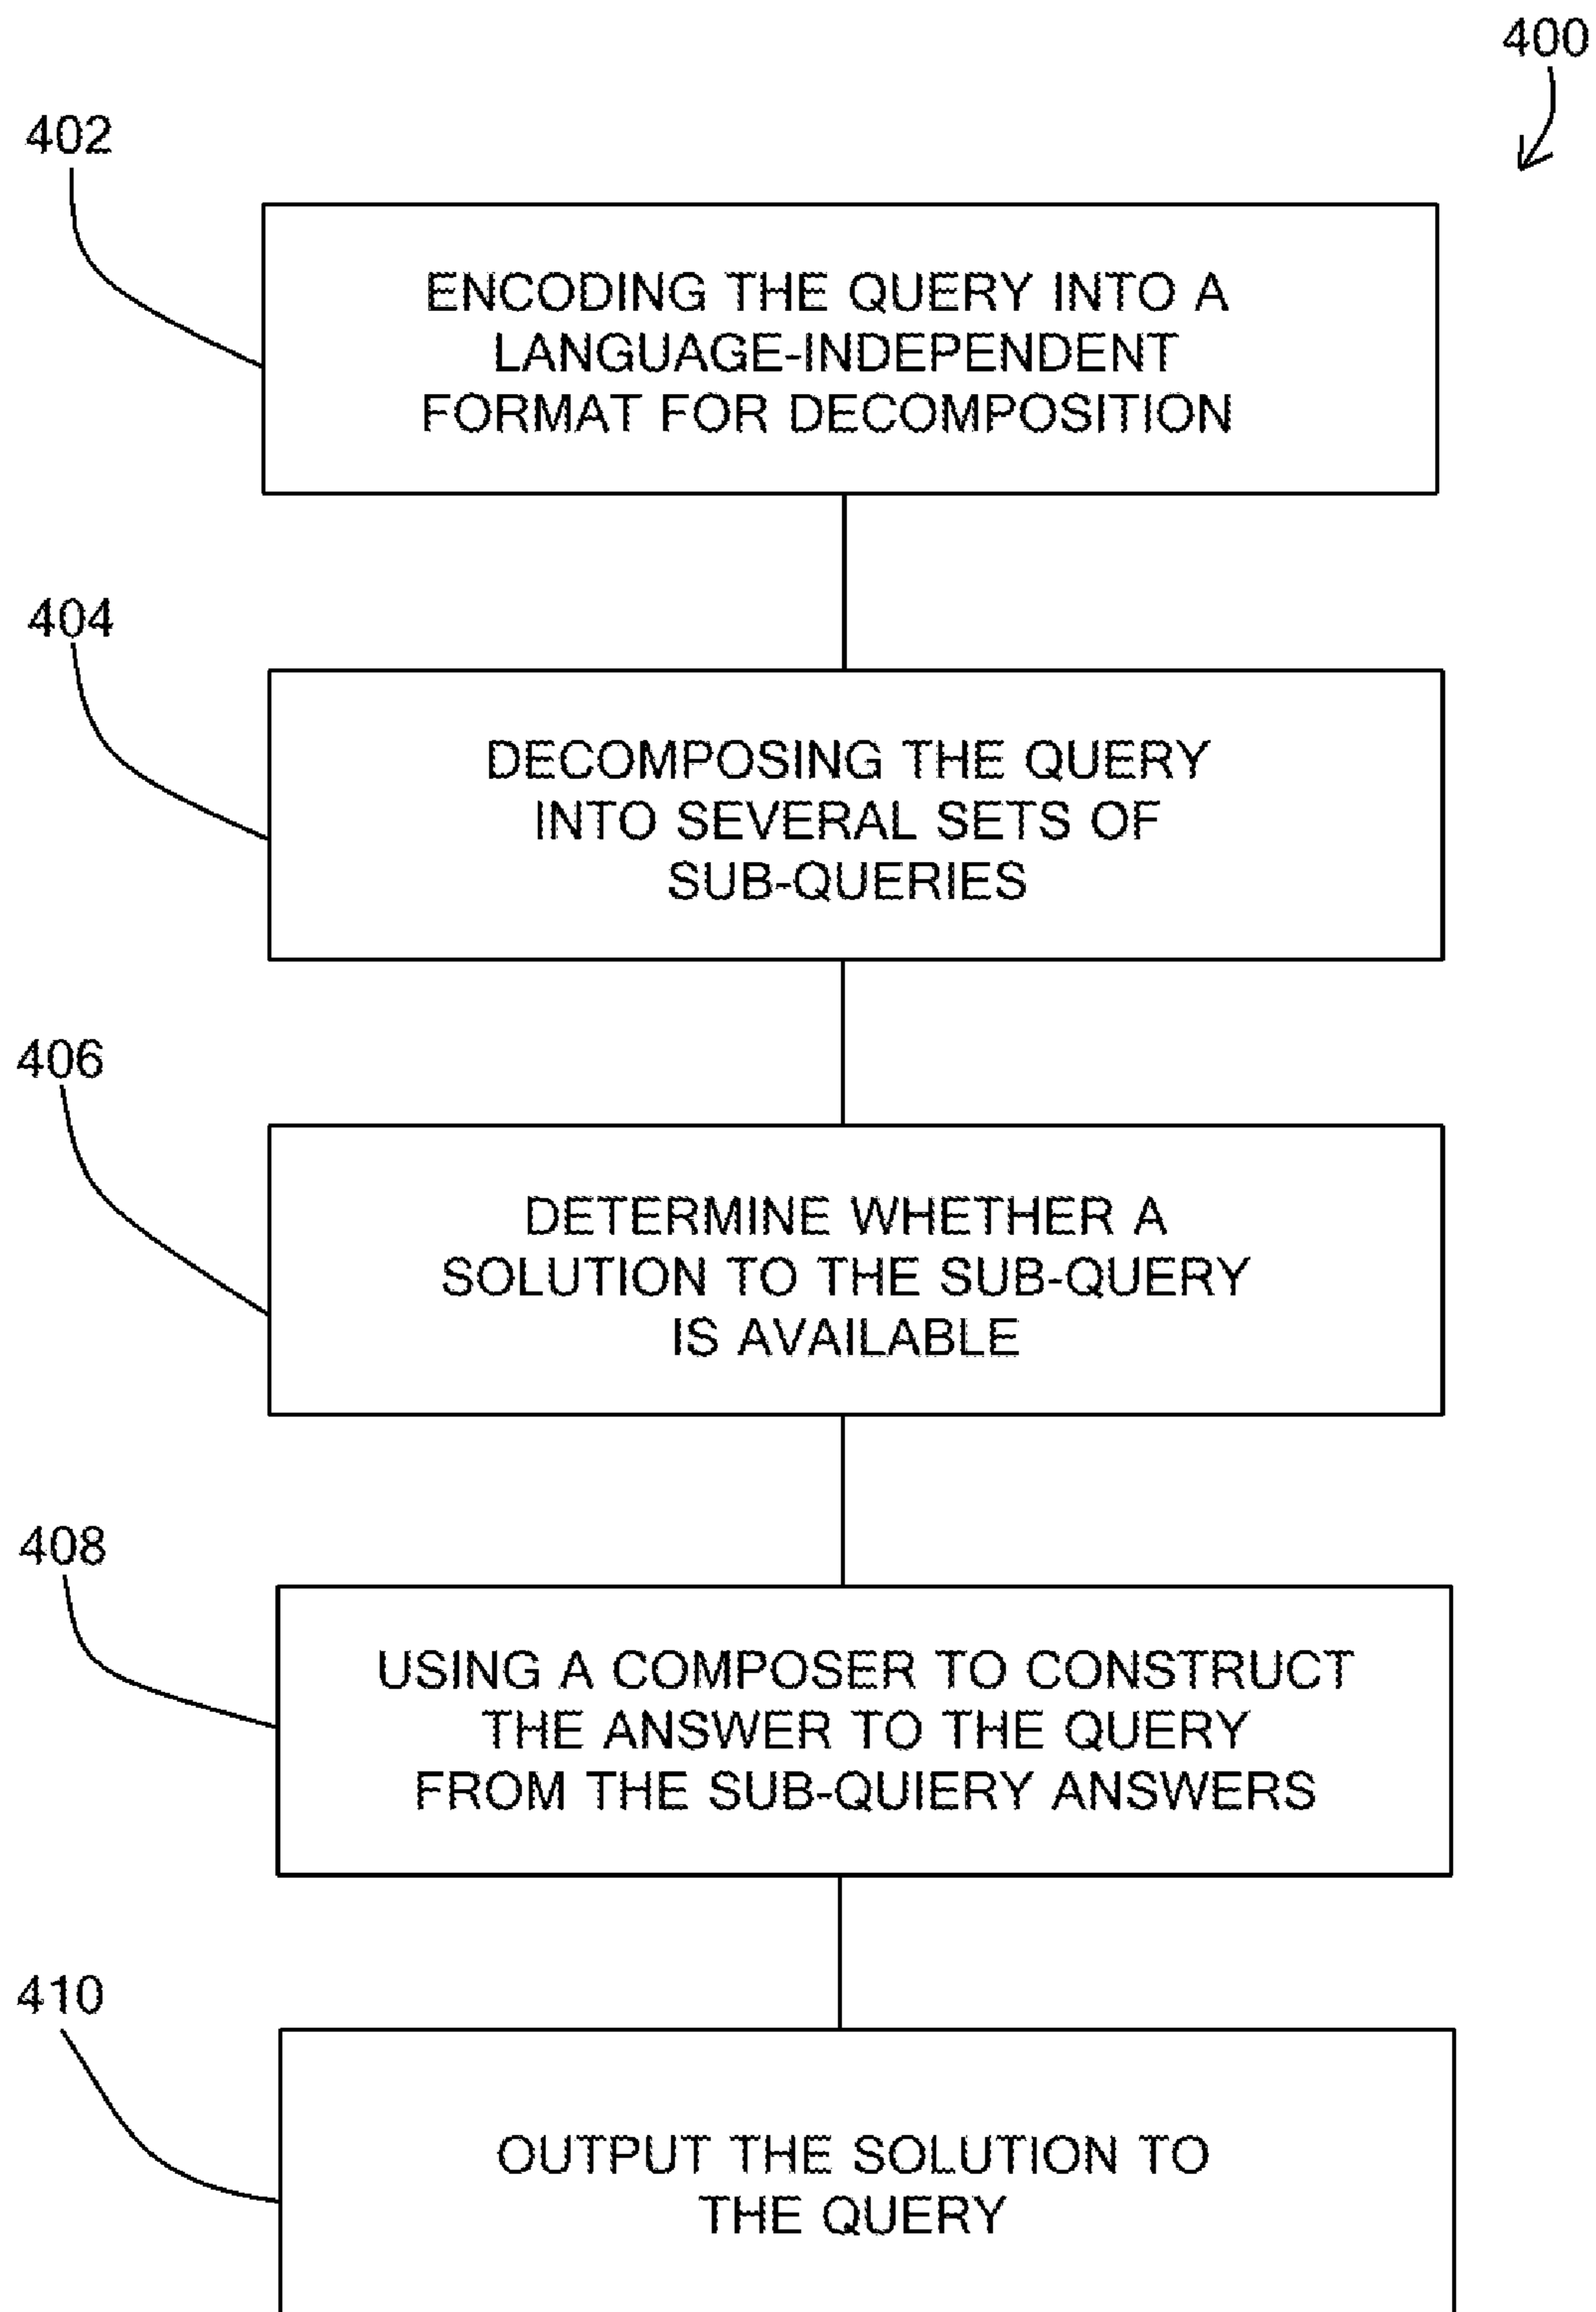 400
402
ENCODING THE QUERY INTO A
LANGUAGE-INDEPENDENT
FORMAT FOR DECOMPOSITION
404
DECOMPOSING THE QUERY
INTO SEVERAL SETS OF
SUB-QUERIES
406
DETERMINE WHETHER A
SOLUTION TO THE SUB-QUERY
IS AVAILABLE
408
USING A COMPOSER TO CONSTRUCT
THE ANSWER TO THE QUERY
FROM THE SUB-QUIERY ANSWERS
410
OUTPUT THE SOLUTION TO
THE QUERY